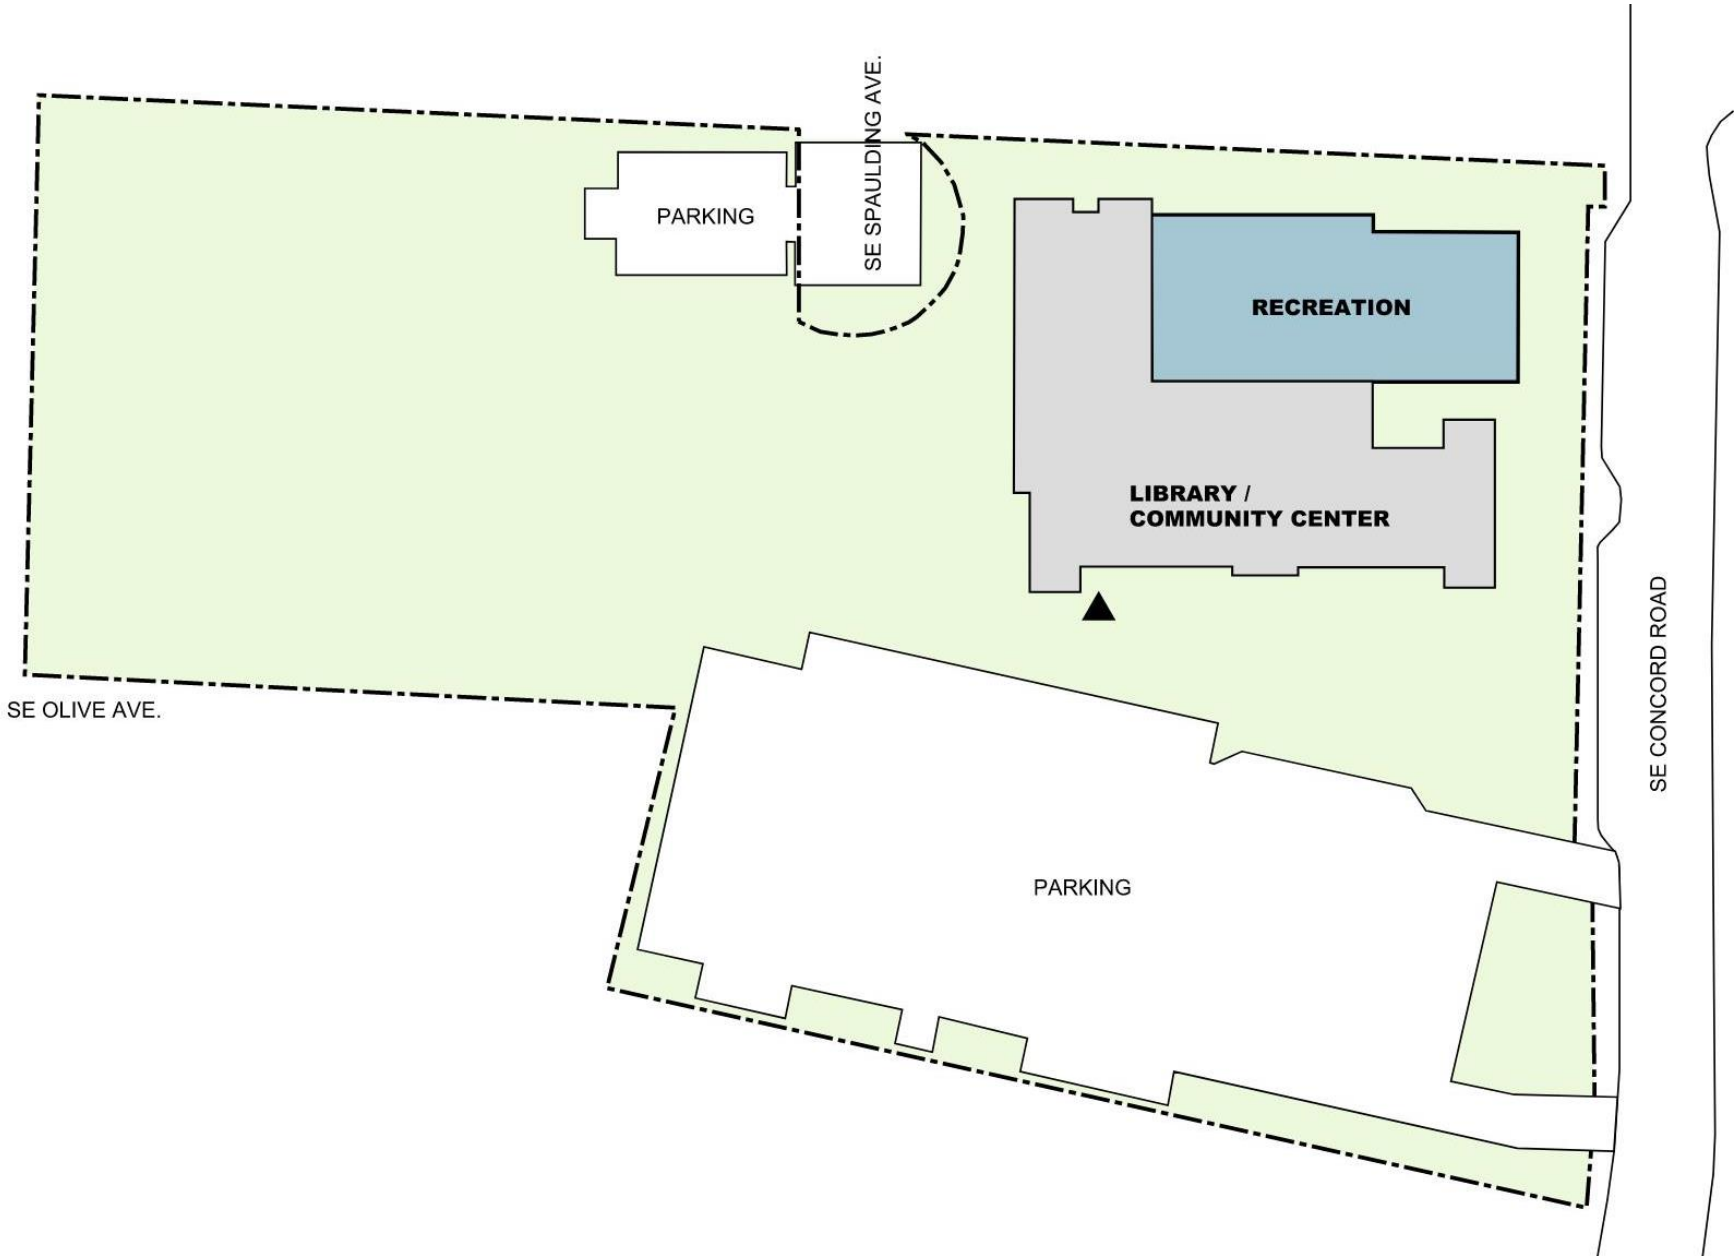 SE SPAULDING AVE.
PARKING
RECREATION
LIBRARY /
COMMUNITY CENTER
SE CONCORD ROAD
SE OLIVE AVE.
PARKING